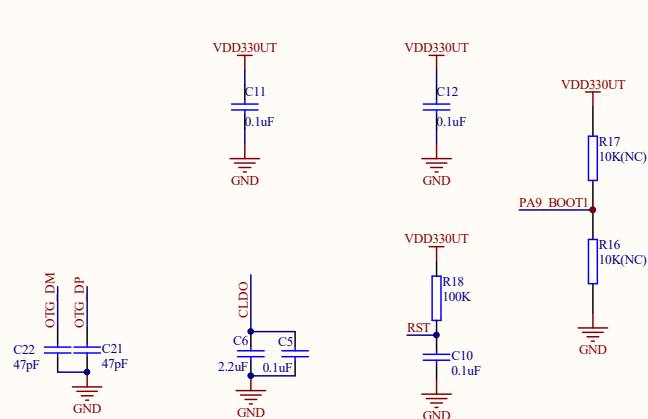 VDD330UT
C11
0.1uF
GND
VDD330UT
C12
0.1uF
GND
VDD330UT
R17
10K(NC)
PA9_BOOT1
R16
10K(NC)
GND
OTG_DM
OTG_DP
C22
47pF
C21
47pF
GND
CLDO
C6
2.2uF
C5
0.1uF
GND
VDD330UT
R18
100K
RST
C10
0.1uF
GND